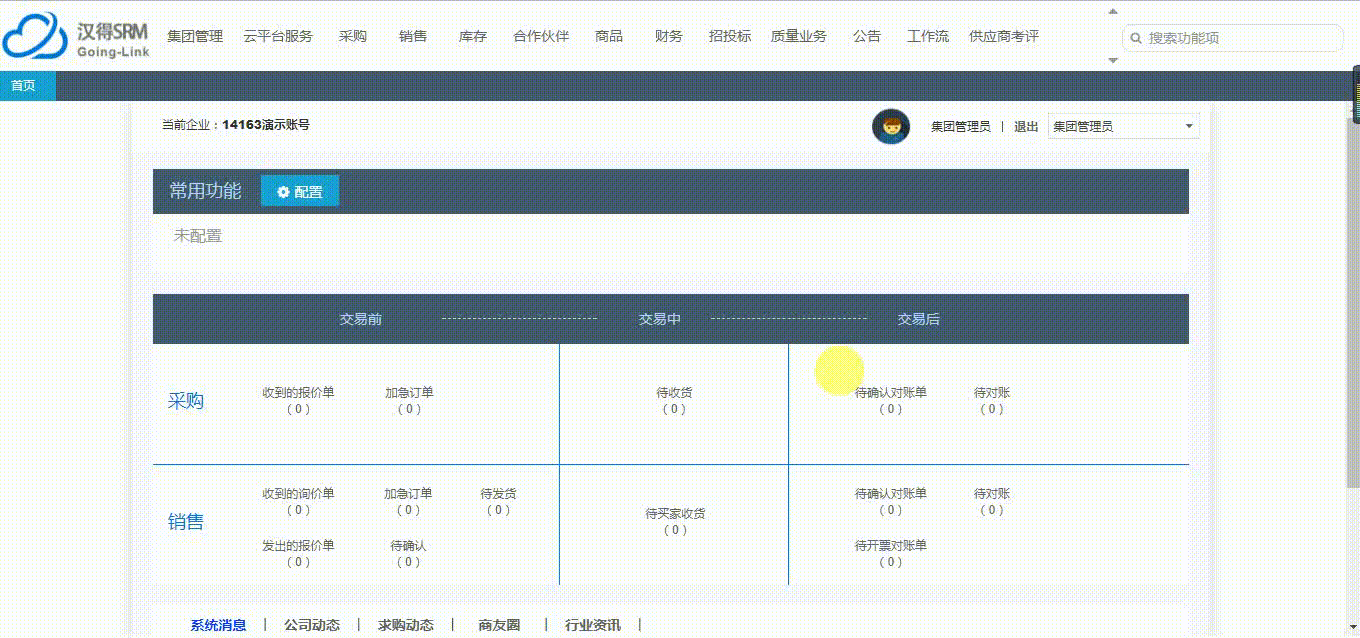 汉得SRM
Going-Link
集团管理 云平台服务 采购 销售 库存 合作伙伴 商品 财务 招投标 质量业务 公告 工作流 供应商考评
搜索功能项
首页
当前企业：14163演示账号
集团管理员 | 退出 集团管理员
常用功能 配置
未配置
交易前 交易中 交易后
采购
收到的报价单 加急订单 待收货 待确认对账单 待对账
( 0 ) ( 0 ) ( 0 ) ( 0 ) ( 0 )
销售
收到的询价单 加急订单 待发货 待确认对账单 待对账
( 0 ) ( 0 ) ( 0 ) ( 0 ) ( 0 )
待买家收货
( 0 )
发出的报价单 待确认 待开票对账单
( 0 ) ( 0 ) ( 0 )
系统消息 | 公司动态 | 求购动态 | 商友圈 | 行业资讯 |